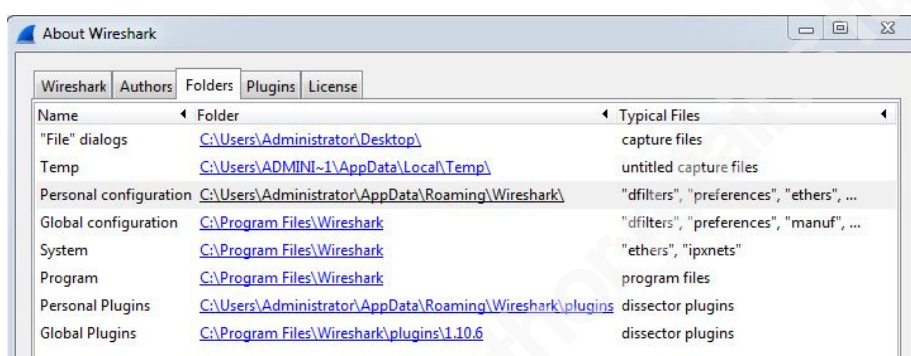 About Wireshark
Wireshark Authors Folders Plugins License
Name Folder Typical Files
"File" dialogs C:\Users\Administrator\Desktop\ capture files
Temp C:\Users\ADMINI~1\AppData\Local\Temp\ untitled capture files
Personal configuration C:\Users\Administrator\AppData\Roaming\Wireshark\ "dfilters", "preferences", "ethers", ...
Global configuration C:\Program Files\Wireshark "dfilters", "preferences", "manuf", ...
System C:\Program Files\Wireshark "ethers", "ipxnets"
Program C:\Program Files\Wireshark program files
Personal Plugins C:\Users\Administrator\AppData\Roaming\Wireshark\plugins dissector plugins
Global Plugins C:\Program Files\Wireshark\plugins\1.10.6 dissector plugins